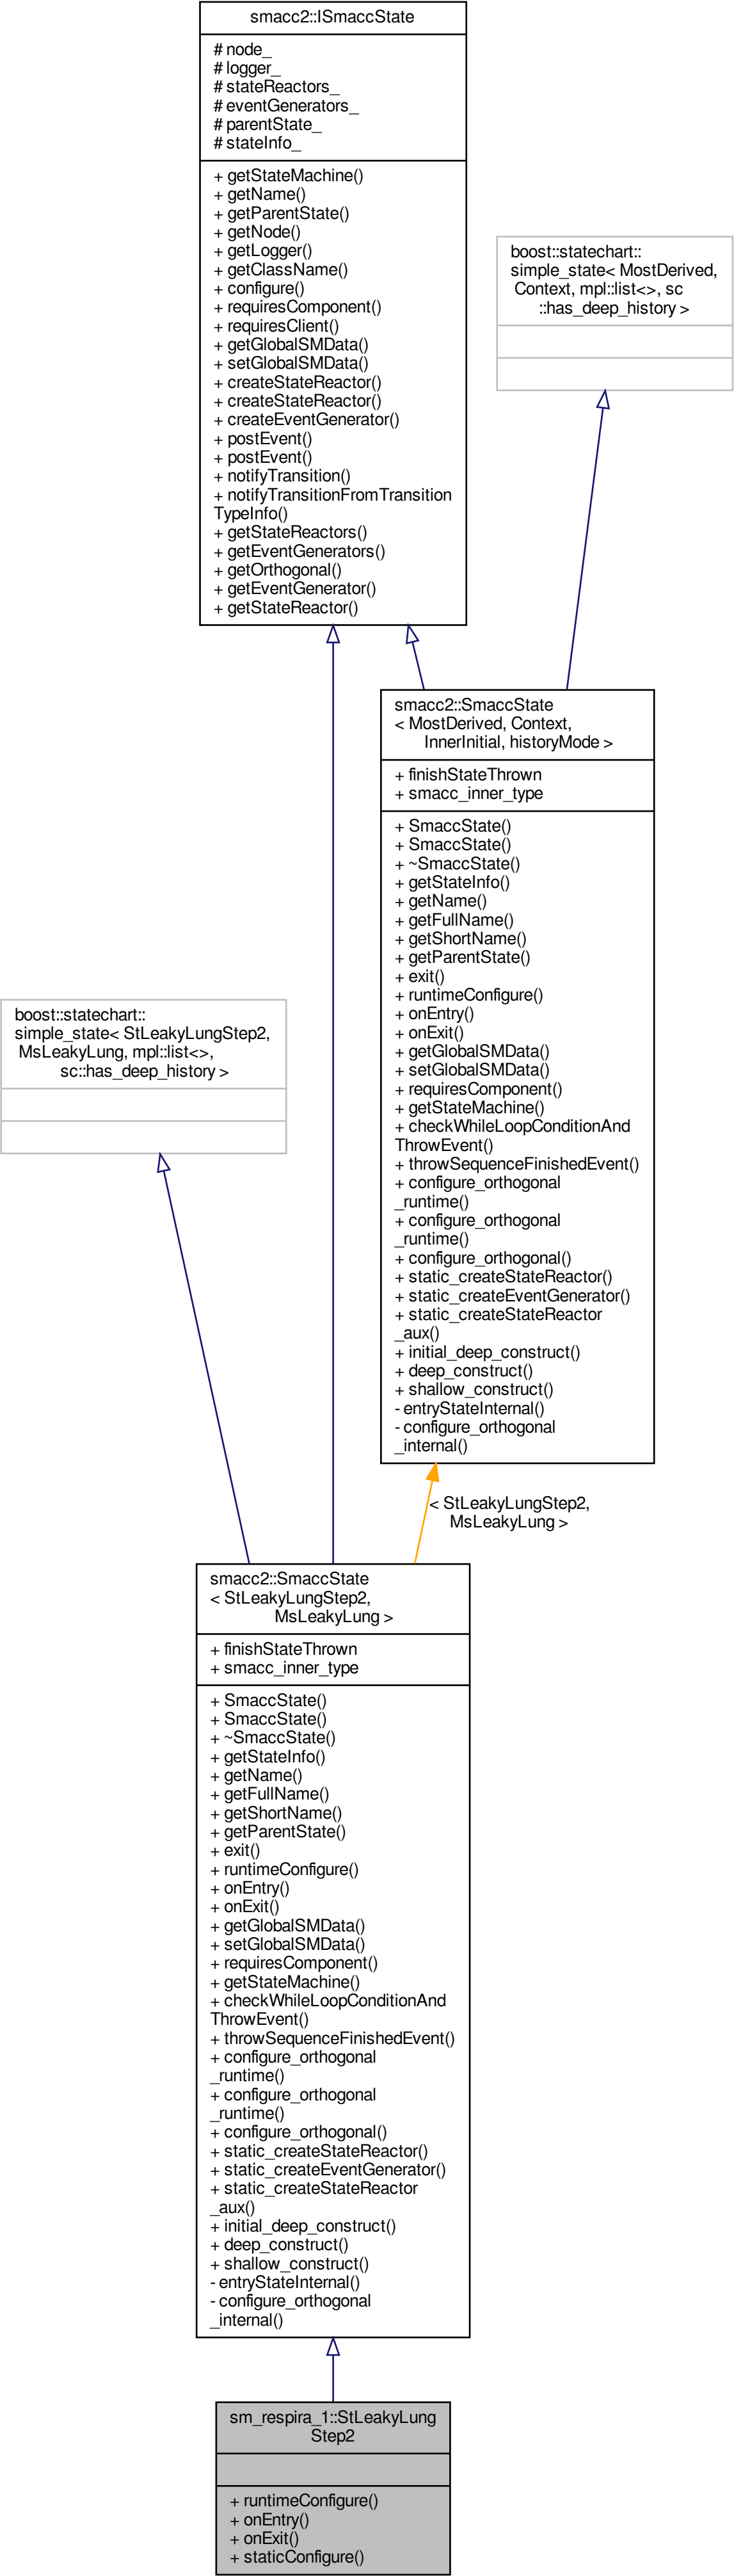 smacc2::ISmaccState
# node_
# logger_
# stateReactors_
# eventGenerators_
# parentState_
# stateInfo_
+ getStateMachine()
+ getName()
+ getParentState()
+ getNode()
+ getLogger()
+ getClassName()
+ configure()
+ requiresComponent()
+ requiresClient()
+ getGlobalSMData()
+ setGlobalSMData()
+ createStateReactor()
+ createStateReactor()
+ createEventGenerator()
+ postEvent()
+ postEvent()
+ notifyTransition()
+ notifyTransitionFromTransition
TypeInfo()
+ getStateReactors()
+ getEventGenerators()
+ getOrthogonal()
+ getEventGenerator()
+ getStateReactor()
boost::statechart::
simple_state< MostDerived,
Context, mpl::list<>, sc
::has_deep_history >
smacc2::SmaccState
< MostDerived, Context,
InnerInitial, historyMode >
+ finishStateThrown
+ smacc_inner_type
+ SmaccState()
+ SmaccState()
+ ~SmaccState()
+ getStateInfo()
+ getName()
+ getFullName()
+ getShortName()
+ getParentState()
+ exit()
+ runtimeConfigure()
+ onEntry()
+ onExit()
+ getGlobalSMData()
+ setGlobalSMData()
+ requiresComponent()
+ getStateMachine()
+ checkWhileLoopConditionAnd
ThrowEvent()
+ throwSequenceFinishedEvent()
+ configure_orthogonal
_runtime()
+ configure_orthogonal
_runtime()
+ configure_orthogonal()
+ static_createStateReactor()
+ static_createEventGenerator()
+ static_createStateReactor
_aux()
+ initial_deep_construct()
+ deep_construct()
+ shallow_construct()
- entryStateInternal()
- configure_orthogonal
_internal()
boost::statechart::
simple_state< StLeakyLungStep2,
MsLeakyLung, mpl::list<>,
sc::has_deep_history >
< StLeakyLungStep2,
MsLeakyLung >
smacc2::SmaccState
< StLeakyLungStep2,
MsLeakyLung >
+ finishStateThrown
+ smacc_inner_type
+ SmaccState()
+ SmaccState()
+ ~SmaccState()
+ getStateInfo()
+ getName()
+ getFullName()
+ getShortName()
+ getParentState()
+ exit()
+ runtimeConfigure()
+ onEntry()
+ onExit()
+ getGlobalSMData()
+ setGlobalSMData()
+ requiresComponent()
+ getStateMachine()
+ checkWhileLoopConditionAnd
ThrowEvent()
+ throwSequenceFinishedEvent()
+ configure_orthogonal
_runtime()
+ configure_orthogonal
_runtime()
+ configure_orthogonal()
+ static_createStateReactor()
+ static_createEventGenerator()
+ static_createStateReactor
_aux()
+ initial_deep_construct()
+ deep_construct()
+ shallow_construct()
- entryStateInternal()
- configure_orthogonal
_internal()
sm_respira_1::StLeakyLung
Step2
+ runtimeConfigure()
+ onEntry()
+ onExit()
+ staticConfigure()